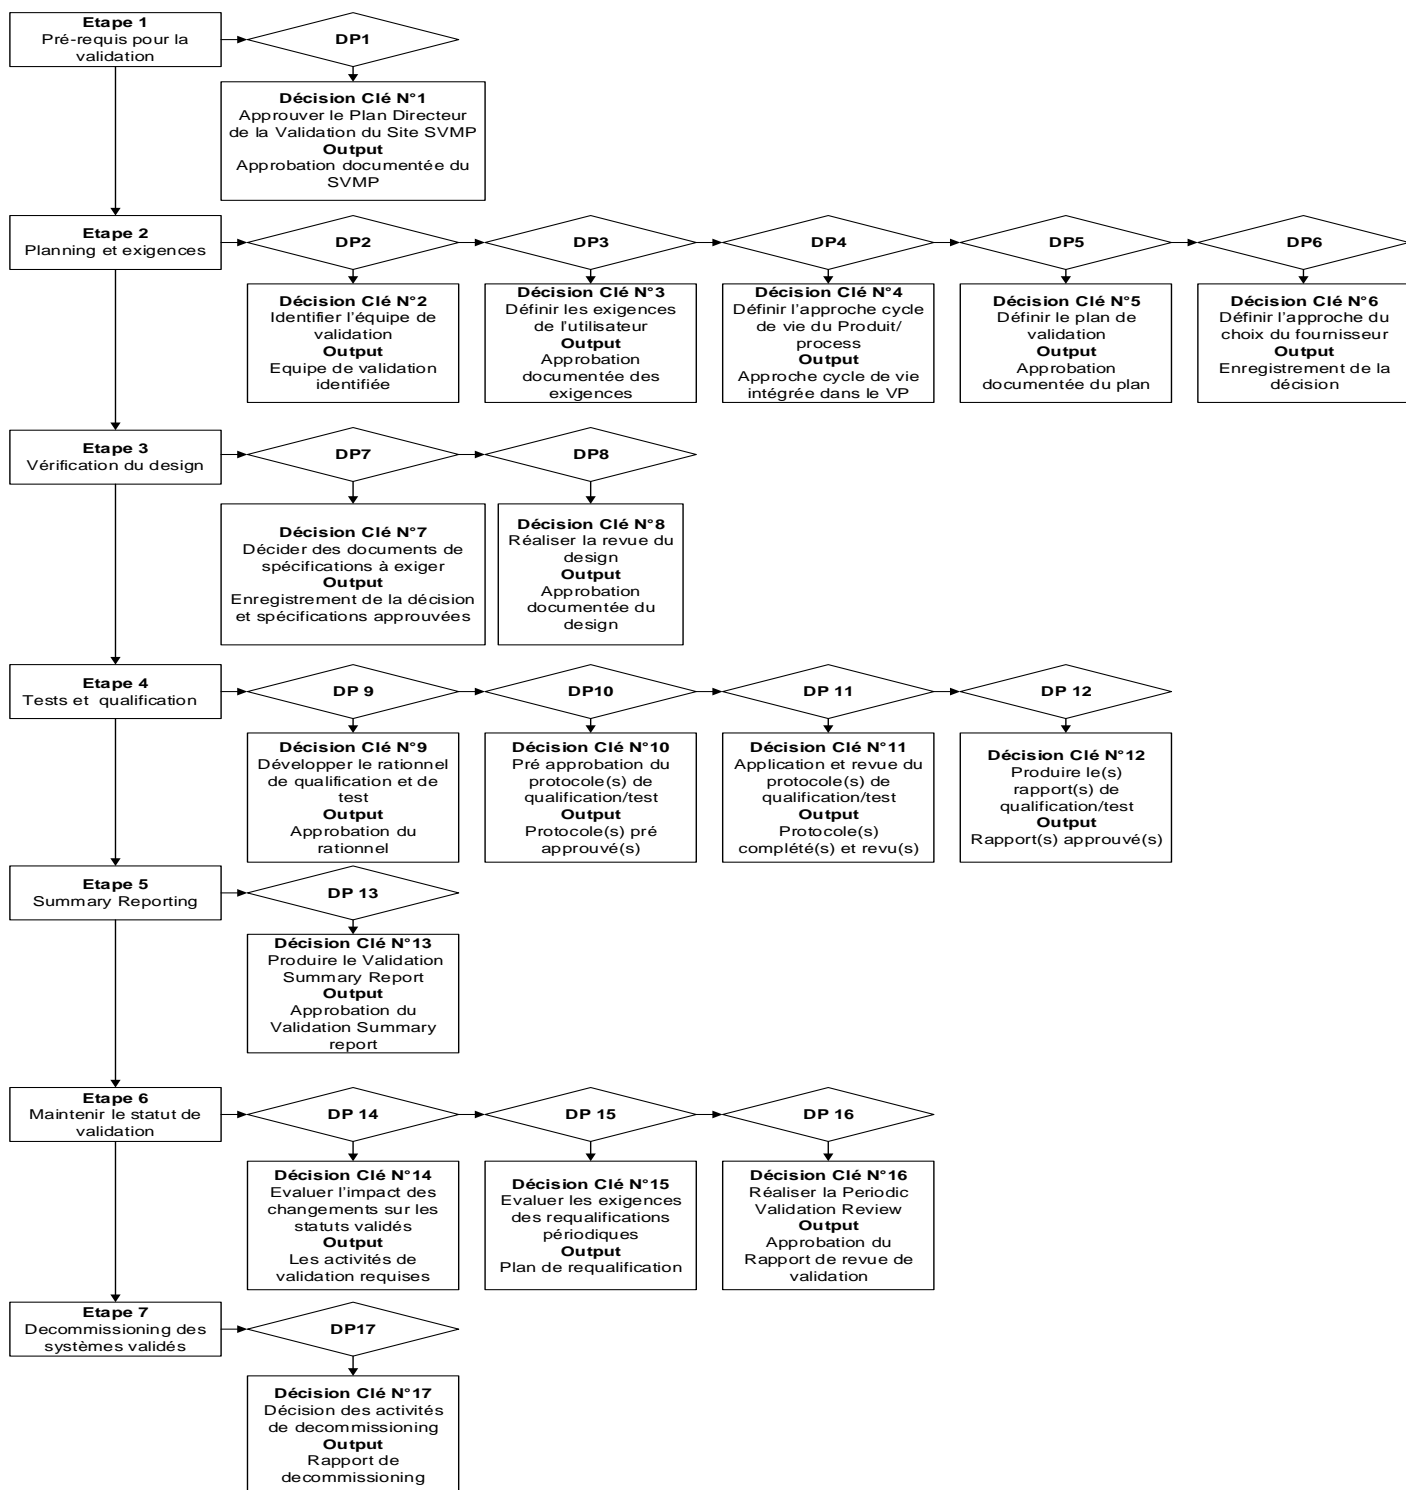 Etape 1
Pré-requis pour la
validation
DP1
Décision Clé N°1
Approuver le Plan Directeur
de la Validation du Site SVMP
Output
Approbation documentée du
SVMP
Etape 2
Planning et exigences
DP2
DP3
DP4
DP5
DP6
Décision Clé N°2
Identifier l'équipe de
validation
Output
Equipe de validation
identifiée
Décision Clé N°3
Définir les exigences
de l'utilisateur
Output
Approbation
documentée des
exigences
Décision Clé N°4
Définir l'approche cycle
de vie du Produit/
process
Output
Approche cycle de vie
intégrée dans le VP
Décision Clé N°5
Définir le plan de
validation
Output
Approbation
documentée du plan
Décision Clé N°6
Définir l'approche du
choix du fournisseur
Output
Enregistrement de la
décision
Etape 3
Vérification du design
DP7
DP8
Décision Clé N°7
Décider des documents de
spécifications à exiger
Output
Enregistrement de la décision
et spécifications approuvées
Décision Clé N°8
Réaliser la revue du
design
Output
Approbation
documentée du
design
Etape 4
Tests et  qualification
DP 9
DP10
DP 11
DP 12
Décision Clé N°9
Développer le rationnel
de qualification et de
test
Output
Approbation du
rationnel
Décision Clé N°10
Pré approbation du
protocole(s) de
qualification/test
Output
Protocole(s) pré
approuvé(s)
Décision Clé N°11
Application et revue du
protocole(s) de
qualification/test
Output
Protocole(s)
complété(s) et revu(s)
Décision Clé N°12
Produire le(s)
rapport(s) de
qualification/test
Output
Rapport(s) approuvé(s)
Etape 5
Summary Reporting
DP 13
Décision Clé N°13
Produire le Validation
Summary Report
Output
Approbation du
Validation Summary
report
Etape 6
Maintenir le statut de
validation
DP 14
DP 15
DP 16
Décision Clé N°14
Evaluer l'impact des
changements sur les
statuts validés
Output
Les activités de
validation requises
Décision Clé N°15
Evaluer les exigences
des requalifications
périodiques
Output
Plan de requalification
Décision Clé N°16
Réaliser la Periodic
Validation Review
Output
Approbation du
Rapport de revue de
validation
Etape 7
Decommissioning des
systèmes validés
DP17
Décision Clé N°17
Décision des activités
de decommissioning
Output
Rapport de
decommissioning